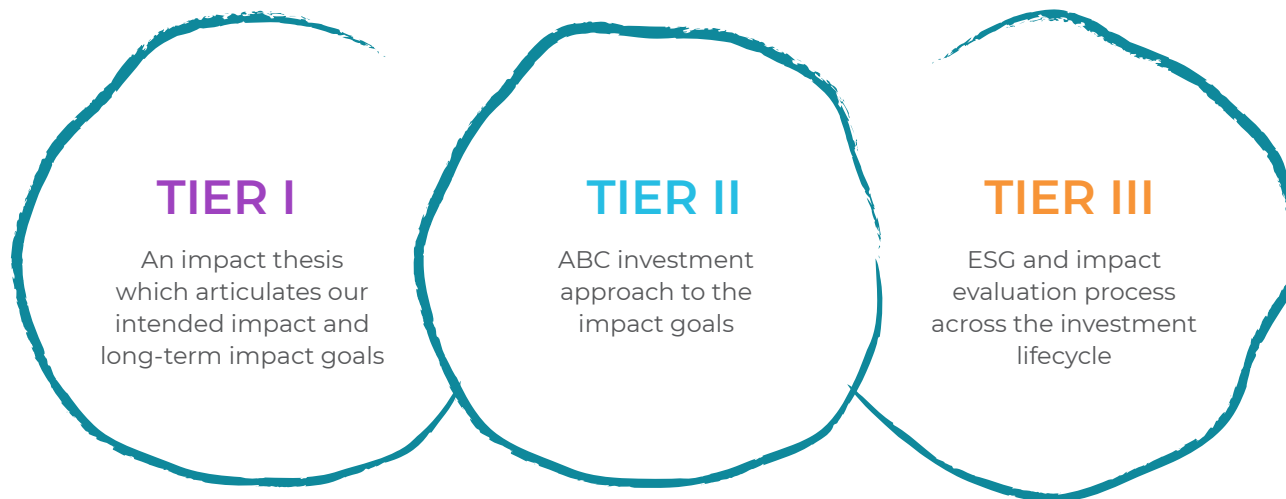 TIER I
An impact thesis
which articulates our
intended impact and
long-term impact goals
TIER II
ABC investment
approach to the
impact goals
TIER III
ESG and impact
evaluation process
across the investment
lifecycle